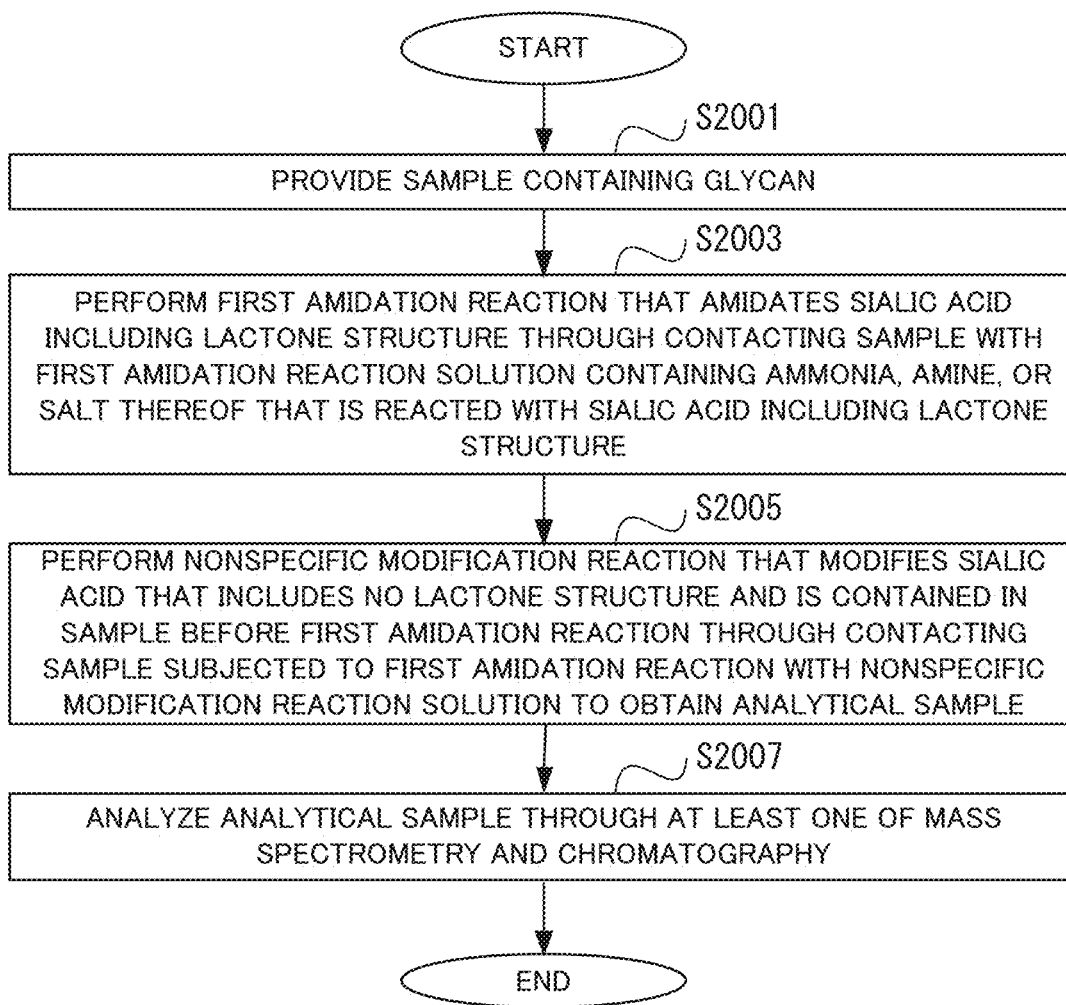 START
S2001
PROVIDE SAMPLE CONTAINING GLYCAN
S2003
PERFORM FIRST AMIDATION REACTION THAT AMIDATES SIALIC ACID
INCLUDING LACTONE STRUCTURE THROUGH CONTACTING SAMPLE WITH
FIRST AMIDATION REACTION SOLUTION CONTAINING AMMONIA, AMINE, OR
SALT THEREOF THAT IS REACTED WITH SIALIC ACID INCLUDING LACTONE
STRUCTURE
S2005
PERFORM NONSPECIFIC MODIFICATION REACTION THAT MODIFIES SIALIC
ACID THAT INCLUDES NO LACTONE STRUCTURE AND IS CONTAINED IN
SAMPLE BEFORE FIRST AMIDATION REACTION THROUGH CONTACTING
SAMPLE SUBJECTED TO FIRST AMIDATION REACTION WITH NONSPECIFIC
MODIFICATION REACTION SOLUTION TO OBTAIN ANALYTICAL SAMPLE
S2007
ANALYZE ANALYTICAL SAMPLE THROUGH AT LEAST ONE OF MASS
SPECTROMETRY AND CHROMATOGRAPHY
END